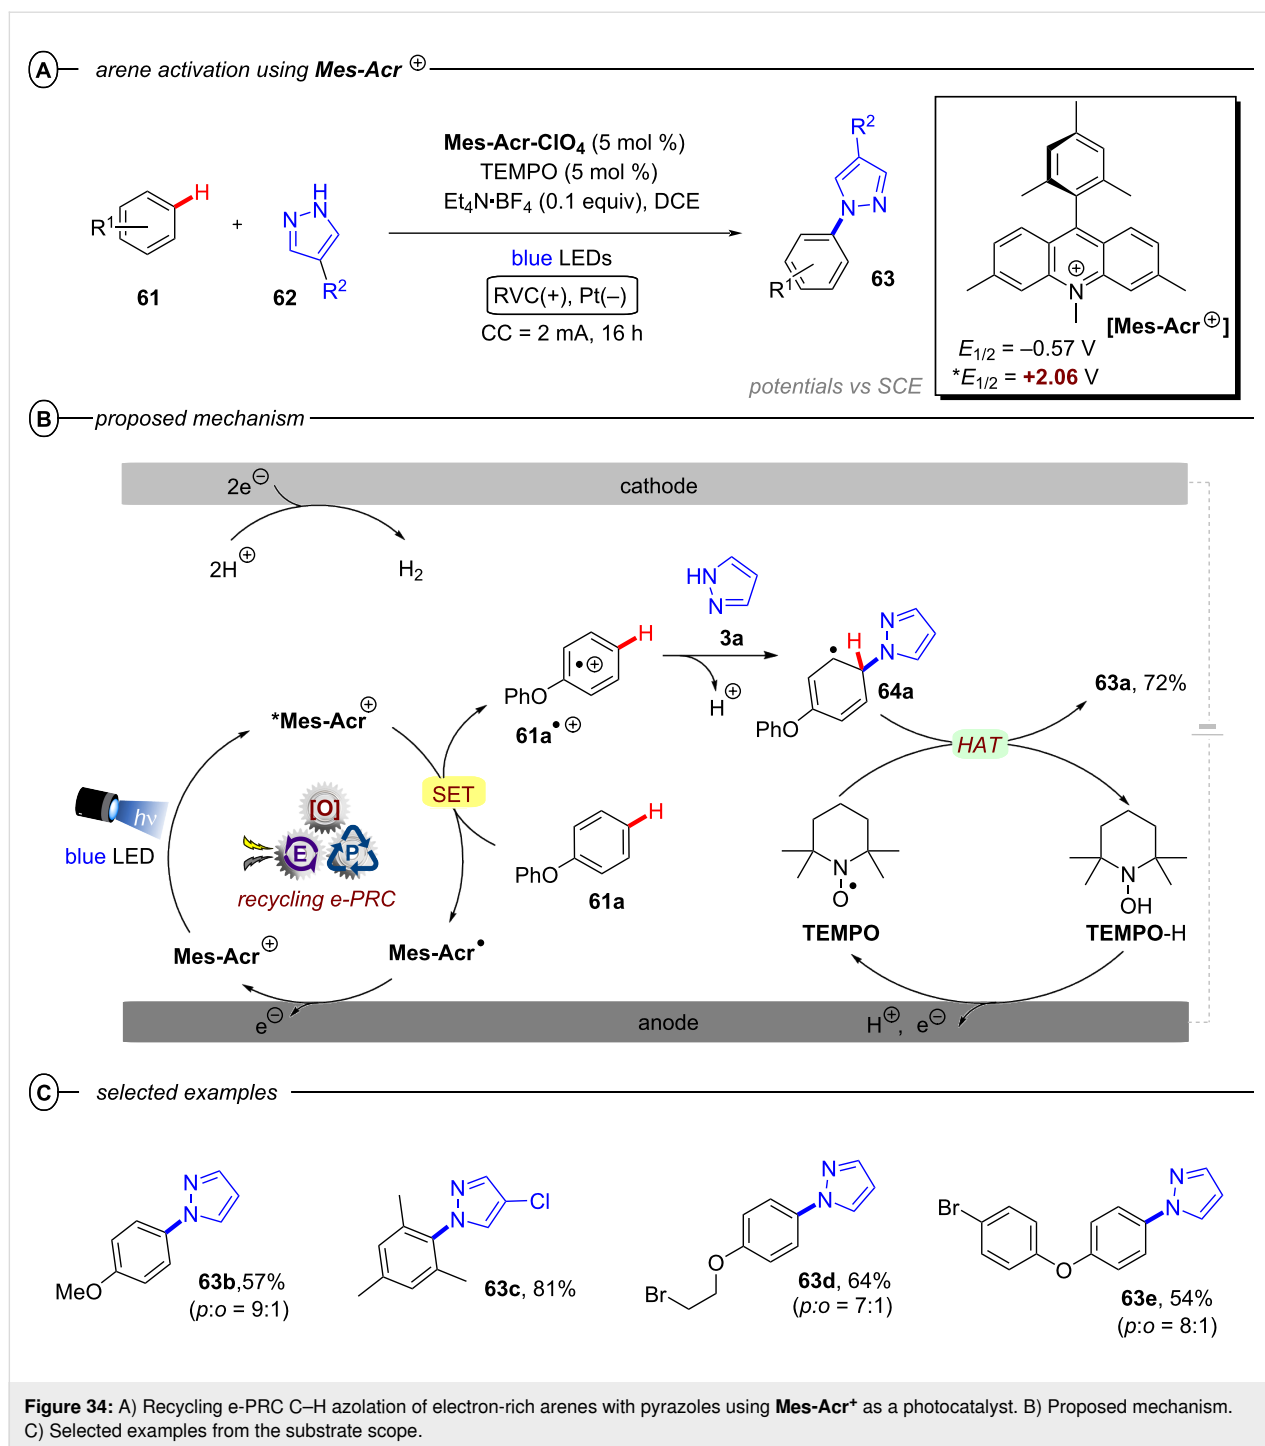 A arene activation using Mes-Acr ⊕
R1
H
+
H
N
N
R2
61
62
Mes-Acr-ClO4 (5 mol %)
TEMPO (5 mol %)
Et4N·BF4 (0.1 equiv), DCE
blue LEDs
RVC(+), Pt(–)
CC = 2 mA, 16 h
R2
N
N
R1
63
⊕
N
[Mes-Acr⊕]
E1/2 = –0.57 V
*E1/2 = +2.06 V
potentials vs SCE
B proposed mechanism
2e⊖
cathode
2H⊕
H2
HN
N
3a
H⊕
H
•⊕
PhO
61a•⊕
•
H
N
N
PhO
64a
63a, 72%
*Mes-Acr⊕
HAT
SET
hν
blue LED
[O]
E
P
recycling e-PRC
H
PhO
61a
N
O•
TEMPO
N
OH
TEMPO-H
Mes-Acr⊕
Mes-Acr•
e⊖
anode
H⊕, e⊖
C selected examples
N
N
MeO
63b,57%
(p:o = 9:1)
N
N
Cl
63c, 81%
N
N
O
Br
63d, 64%
(p:o = 7:1)
N
N
Br
O
63e, 54%
(p:o = 8:1)
Figure 34: A) Recycling e-PRC C–H azolation of electron-rich arenes with pyrazoles using Mes-Acr+ as a photocatalyst. B) Proposed mechanism.
C) Selected examples from the substrate scope.